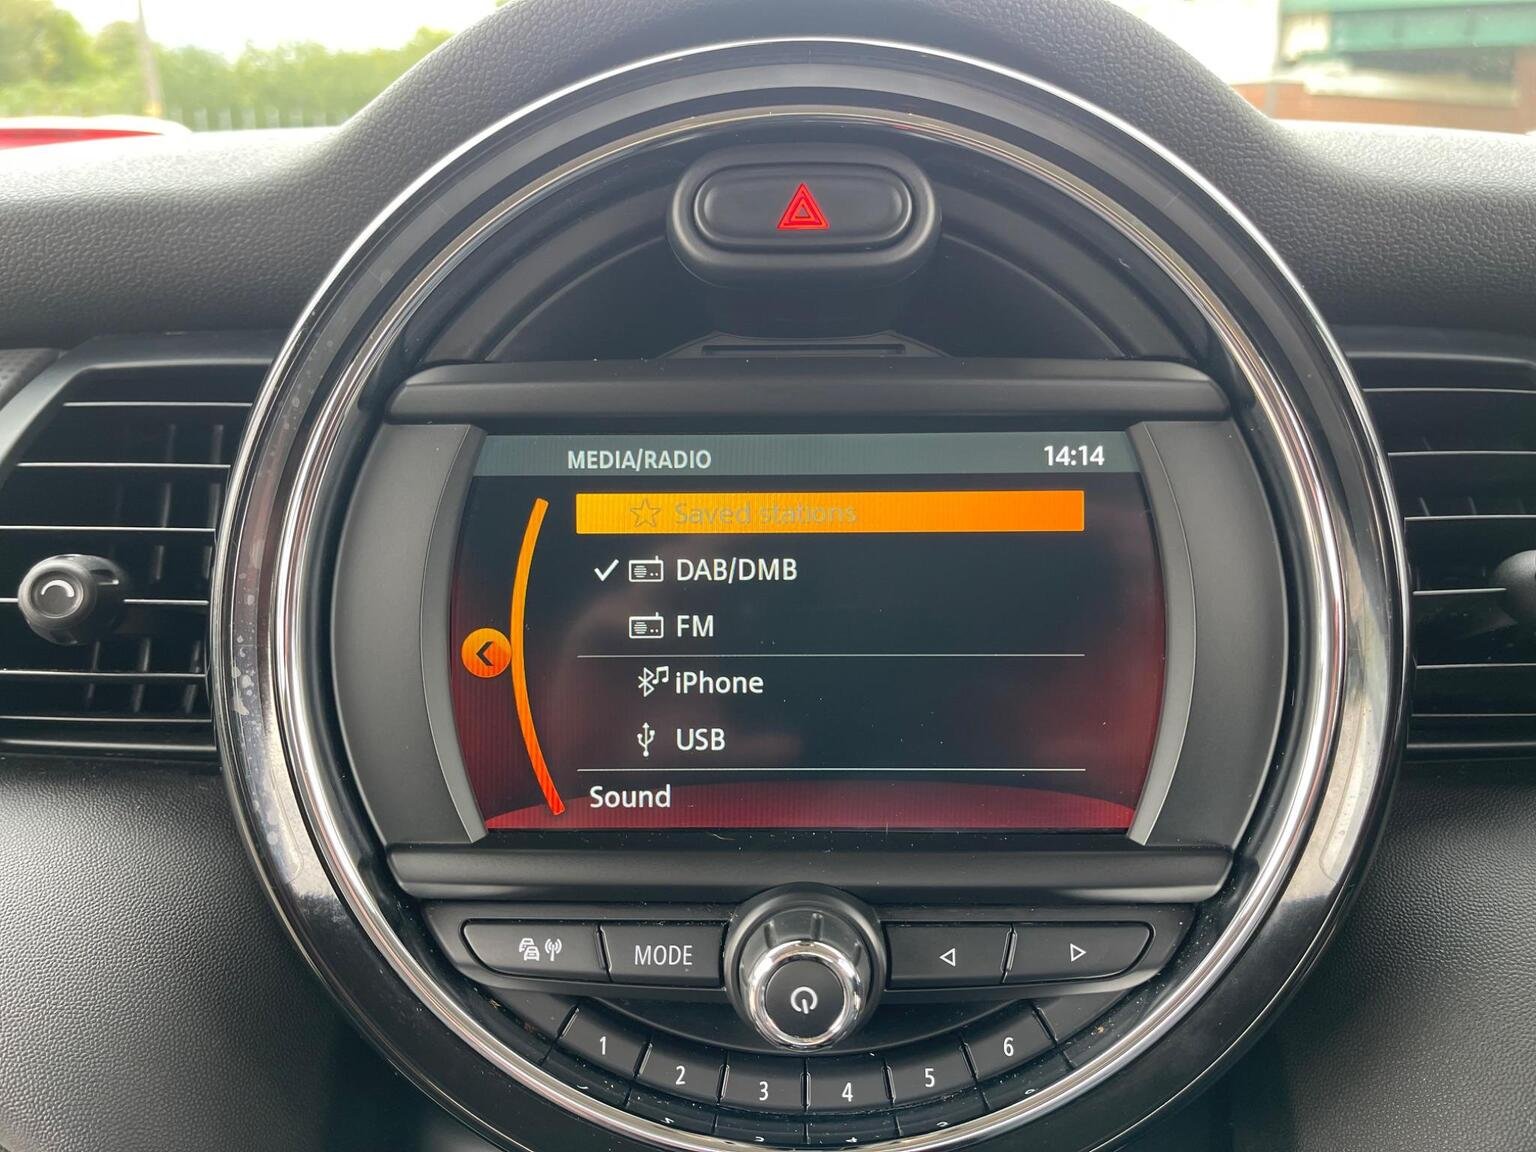 MEDIA/RADIO 14:14
Saved stations
DAB/DMB
FM
iPhone
USB
Sound
MODE
1 2 3 4 5 6